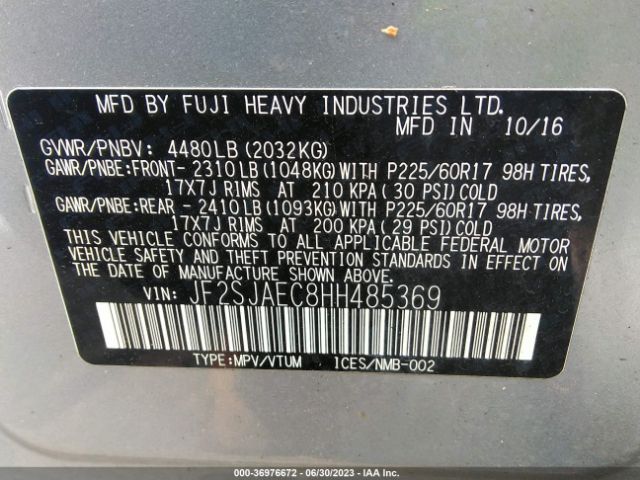 MFD BY FUJI HEAVY INDUSTRIES LTD.
MFD IN 10/16
GVWR/PNBV: 4480LB (2032KG)
GAWR/PNBE:FRONT- 2310 LB (1048KG) WITH P225/60R17 98H TIRES,
17X7J RIMS AT 210 KPA ( 30 PSI) COLD
GAWR/PNBE:REAR - 2410 LB (1093KG) WITH P225/60R17 98H TIRES,
17X7J RIMS AT 200 KPA ( 29 PSI) COLD
THIS VEHICLE CONFORMS TO ALL APPLICABLE FEDERAL MOTOR
VEHICLE SAFETY AND THEFT PREVENTION STANDARDS IN EFFECT
ON THE DATE OF MANUFACTURE SHOWN ABOVE.
VIN: JF2SJAEC8HH485369
TYPE:MPV/VTUM 1CES/NMB-002
000-36976672 - 06/30/2023 - IAA Inc.